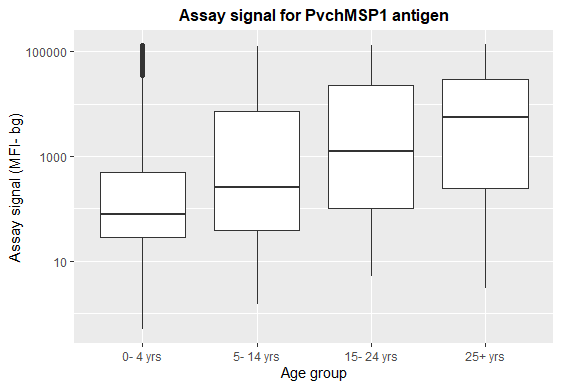 Assay signal for PvchMSP1 antigen
Assay signal (MFI- bg)
100000
1000
10
0- 4 yrs
5- 14 yrs
15- 24 yrs
25+ yrs
Age group